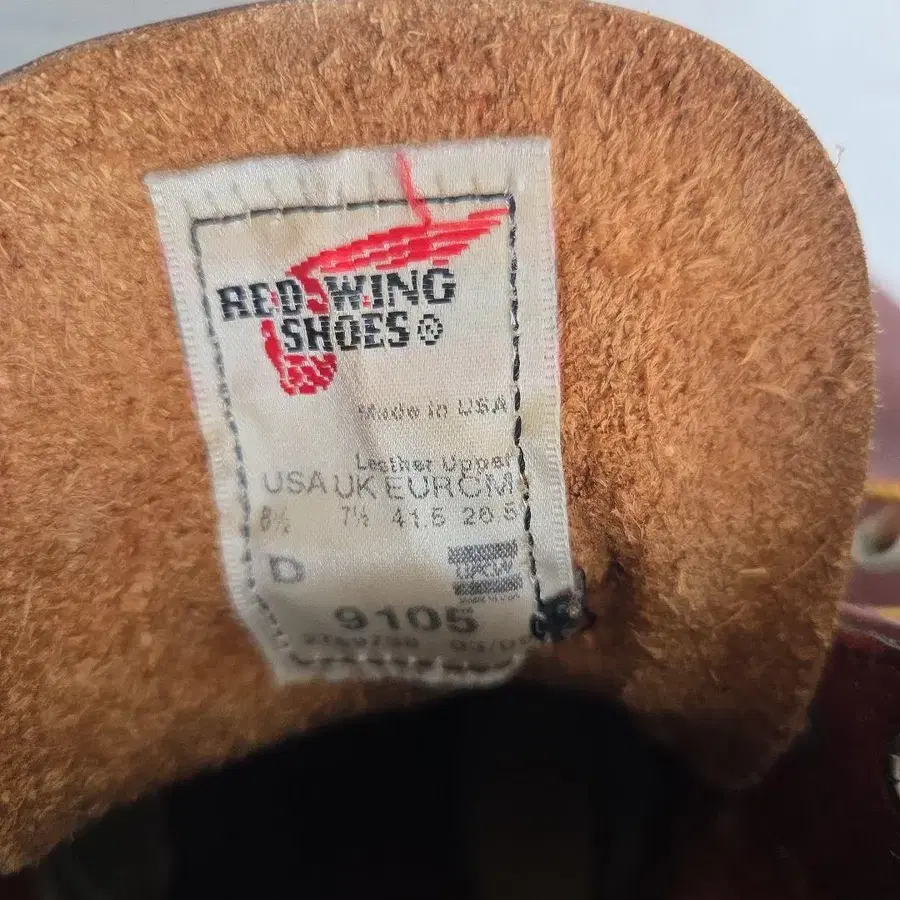 RED WING
SHOES®
Made in USA
Leather Upper
USA UK EUR CM
8½ 7½ 41.5 26.5
D
9105